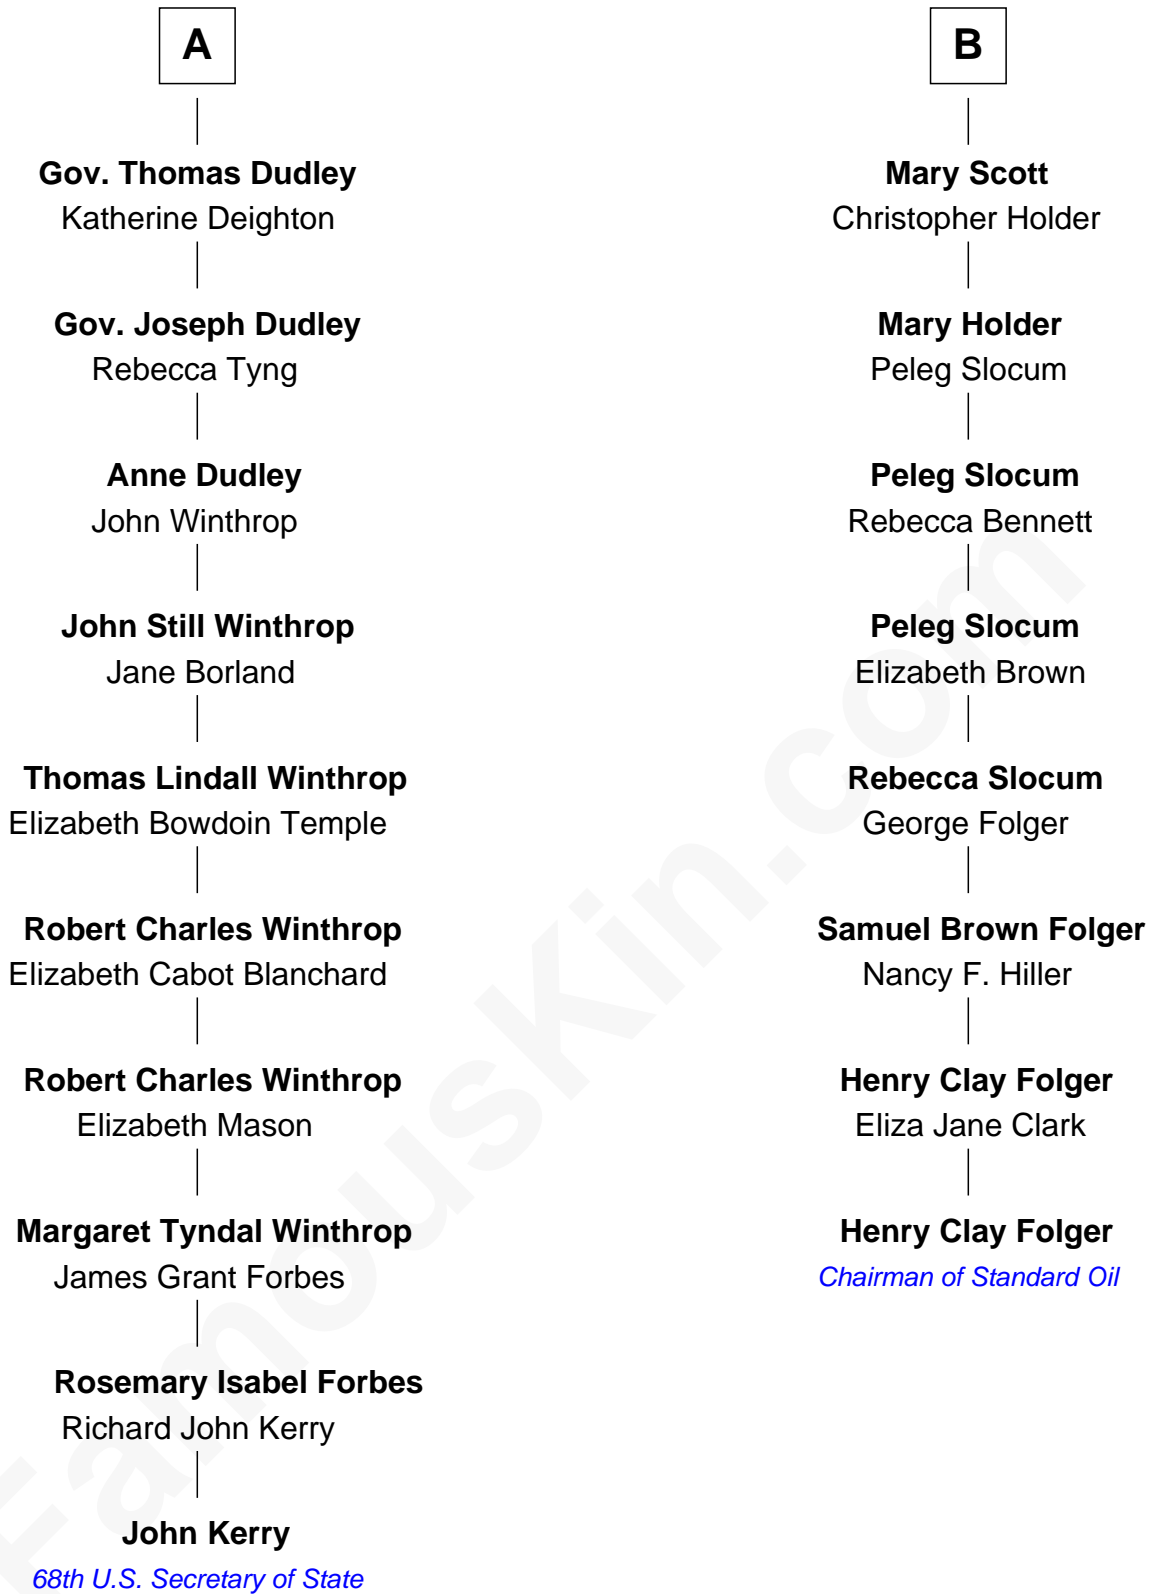 A
Gov. Thomas Dudley
Katherine Deighton
Gov. Joseph Dudley
Rebecca Tyng
Anne Dudley
John Winthrop
John Still Winthrop
Jane Borland
Thomas Lindall Winthrop
Elizabeth Bowdoin Temple
Robert Charles Winthrop
Elizabeth Cabot Blanchard
Robert Charles Winthrop
Elizabeth Mason
Margaret Tyndal Winthrop
James Grant Forbes
Rosemary Isabel Forbes
Richard John Kerry
John Kerry
68th U.S. Secretary of State
B
Mary Scott
Christopher Holder
Mary Holder
Peleg Slocum
Peleg Slocum
Rebecca Bennett
Peleg Slocum
Elizabeth Brown
Rebecca Slocum
George Folger
Samuel Brown Folger
Nancy F. Hiller
Henry Clay Folger
Eliza Jane Clark
Henry Clay Folger
Chairman of Standard Oil
FamousKin.com